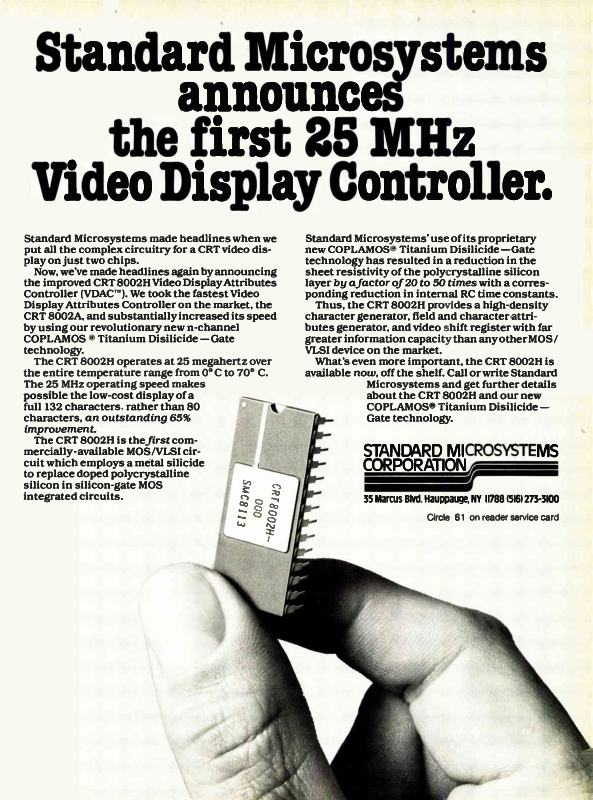 Standard Microsystems
announces
the first 25 MHz
Video Display Controller.
Standard Microsystems made headlines when we
put all the complex circuitry for a CRT video dis-
play on just two chips.
Now, we've made headlines again by announcing
the improved CRT 8002H Video Display Attributes
Controller (VDAC™). We took the fastest Video
Display Attributes Controller on the market, the
CRT 8002A, and substantially increased its speed
by using our revolutionary new n-channel
COPLAMOS ® Titanium Disilicide—Gate
technology.
The CRT 8002H operates at 25 megahertz over
the entire temperature range from 0° C to 70° C.
The 25 MHz operating speed makes
possible the low-cost display of a
full 132 characters, rather than 80
characters, an outstanding 65%
improvement.
The CRT 8002H is the first com-
mercially-available MOS/VLSI cir-
cuit which employs a metal silicide
to replace doped polycrystalline
silicon in silicon-gate MOS
integrated circuits.
Standard Microsystems' use of its proprietary
new COPLAMOS® Titanium Disilicide—Gate
technology has resulted in a reduction in the
sheet resistivity of the polycrystalline silicon
layer by a factor of 20 to 50 times with a corres-
ponding reduction in internal RC time constants.
Thus, the CRT 8002H provides a high-density
character generator, field and character attri-
butes generator, and video shift register with far
greater information capacity than any other MOS/
VLSI device on the market.
What's even more important, the CRT 8002H is
available now, off the shelf. Call or write Standard
Microsystems and get further details
about the CRT 8002H and our new
COPLAMOS® Titanium Disilicide—
Gate technology.
STANDARD MICROSYSTEMS
CORPORATION
35 Marcus Blvd. Hauppauge, NY 11788 (516) 273-3100
Circle 61 on reader service card
CRT8002H-
000
SMC8113